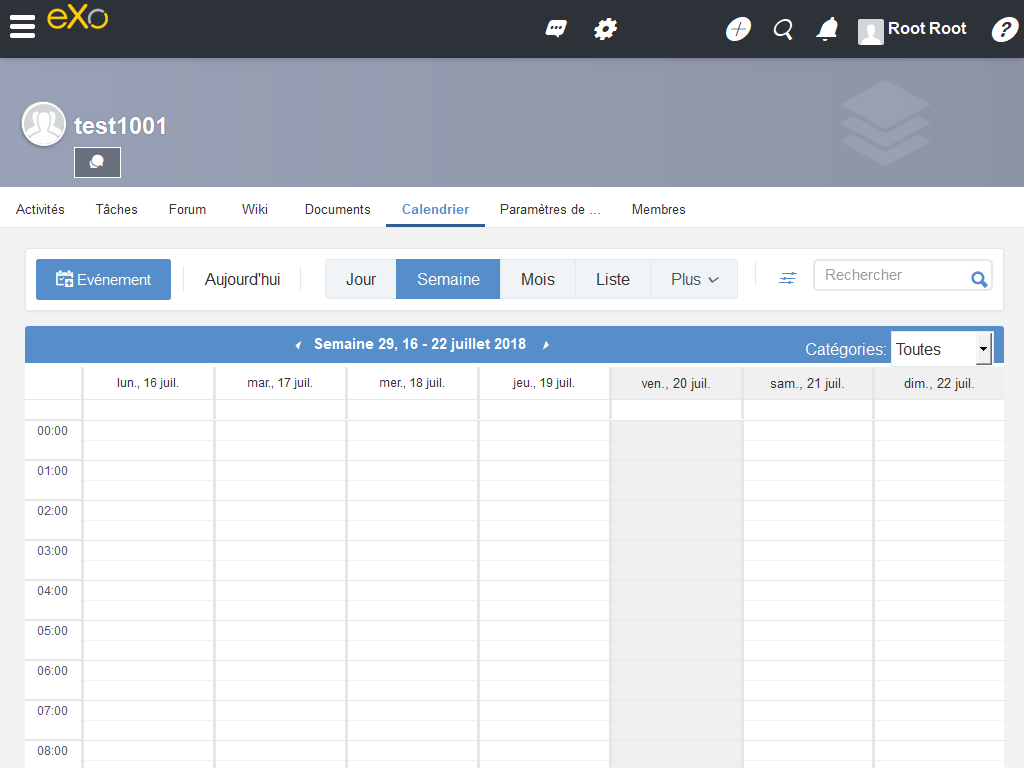 eXo
Root Root
?
test1001
Activités Tâches Forum Wiki Documents Calendrier Paramètres de ... Membres
Evénement Aujourd'hui Jour Semaine Mois Liste Plus Rechercher
Semaine 29, 16 - 22 juillet 2018
Catégories: Toutes
lun., 16 juil. mar., 17 juil. mer., 18 juil. jeu., 19 juil. ven., 20 juil. sam., 21 juil. dim., 22 juil.
00:00
01:00
02:00
03:00
04:00
05:00
06:00
07:00
08:00